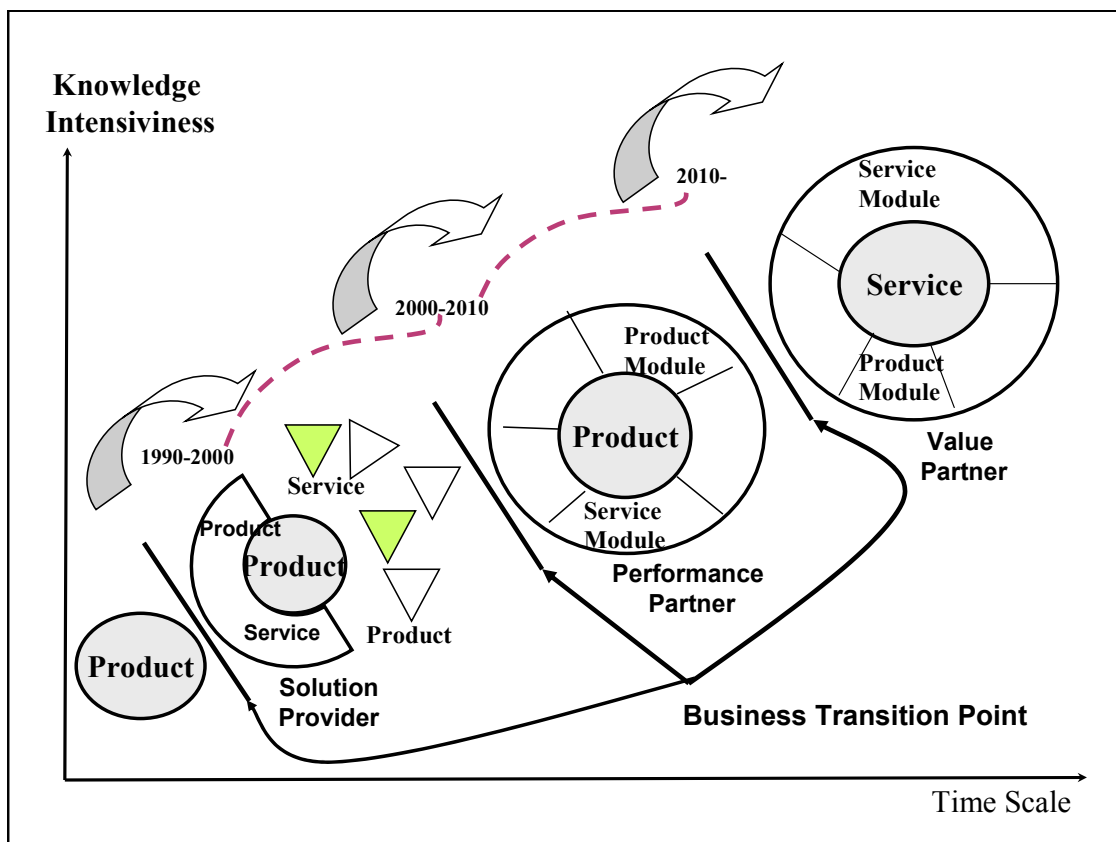 Knowledge
Intensiviness
2010-
2000-2010
1990-2000
Service
Module
Service
Product
Module
Value
Partner
Product
Module
Product
Service
Module
Performance
Partner
Service
Product
Product
Service
Product
Solution
Provider
Product
Business Transition Point
Time Scale